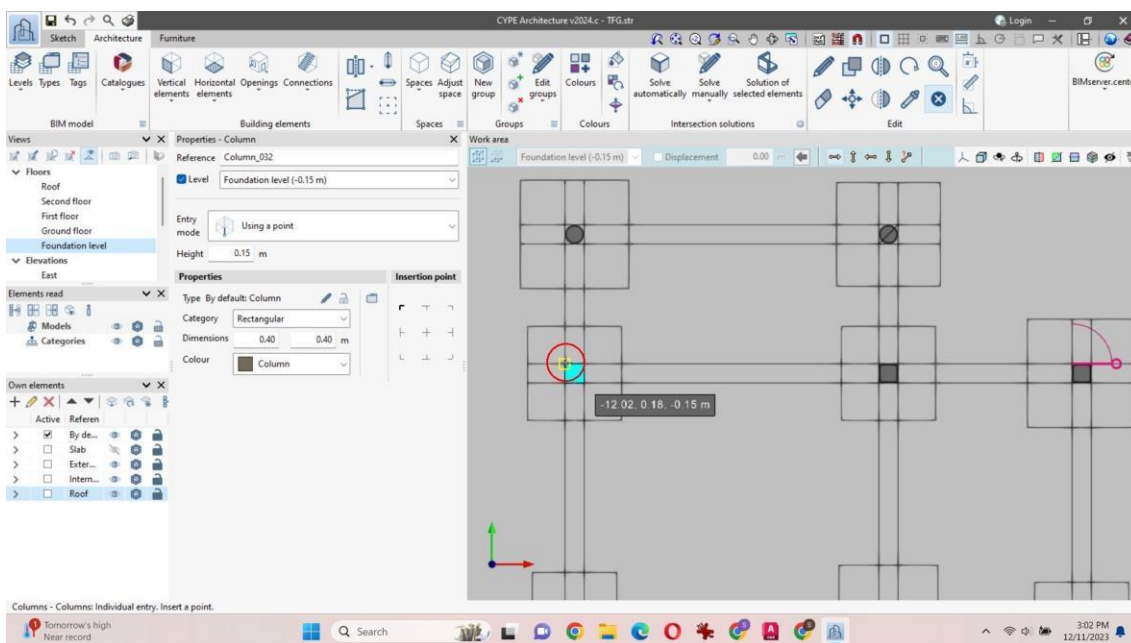 CYPE Architecture v2024.c - TFG.str
Login
Sketch Architecture Furniture
Levels Types Tags
Catalogues
Vertical elements
Horizontal elements
Openings
Connections
Spaces
Adjust space
New group
Edit groups
Colours
Solve automatically
Solve manually
Solution of selected elements
BIMserver.cente
BIM model
Building elements
Spaces
Groups
Colours
Intersection solutions
Edit
Views
Floors
Roof
Second floor
First floor
Ground floor
Foundation level
Elevations
East
Elements read
Models
Categories
Own elements
Active Referen
By de...
Slab
Exter...
Intern...
Roof
Properties - Column
Reference Column_032
Level Foundation level (-0.15 m)
Entry mode Using a point
Height 0.15 m
Properties
Insertion point
Type By default: Column
Category Rectangular
Dimensions 0.40 0.40 m
Colour Column
Work area
Foundation level (-0.15 m) Displacement 0.00 m
-12.02, 0.18, -0.15 m
Columns - Columns: Individual entry. Insert a point.
1
Tomorrow's high
Near record
Search
3:02 PM
12/11/2023